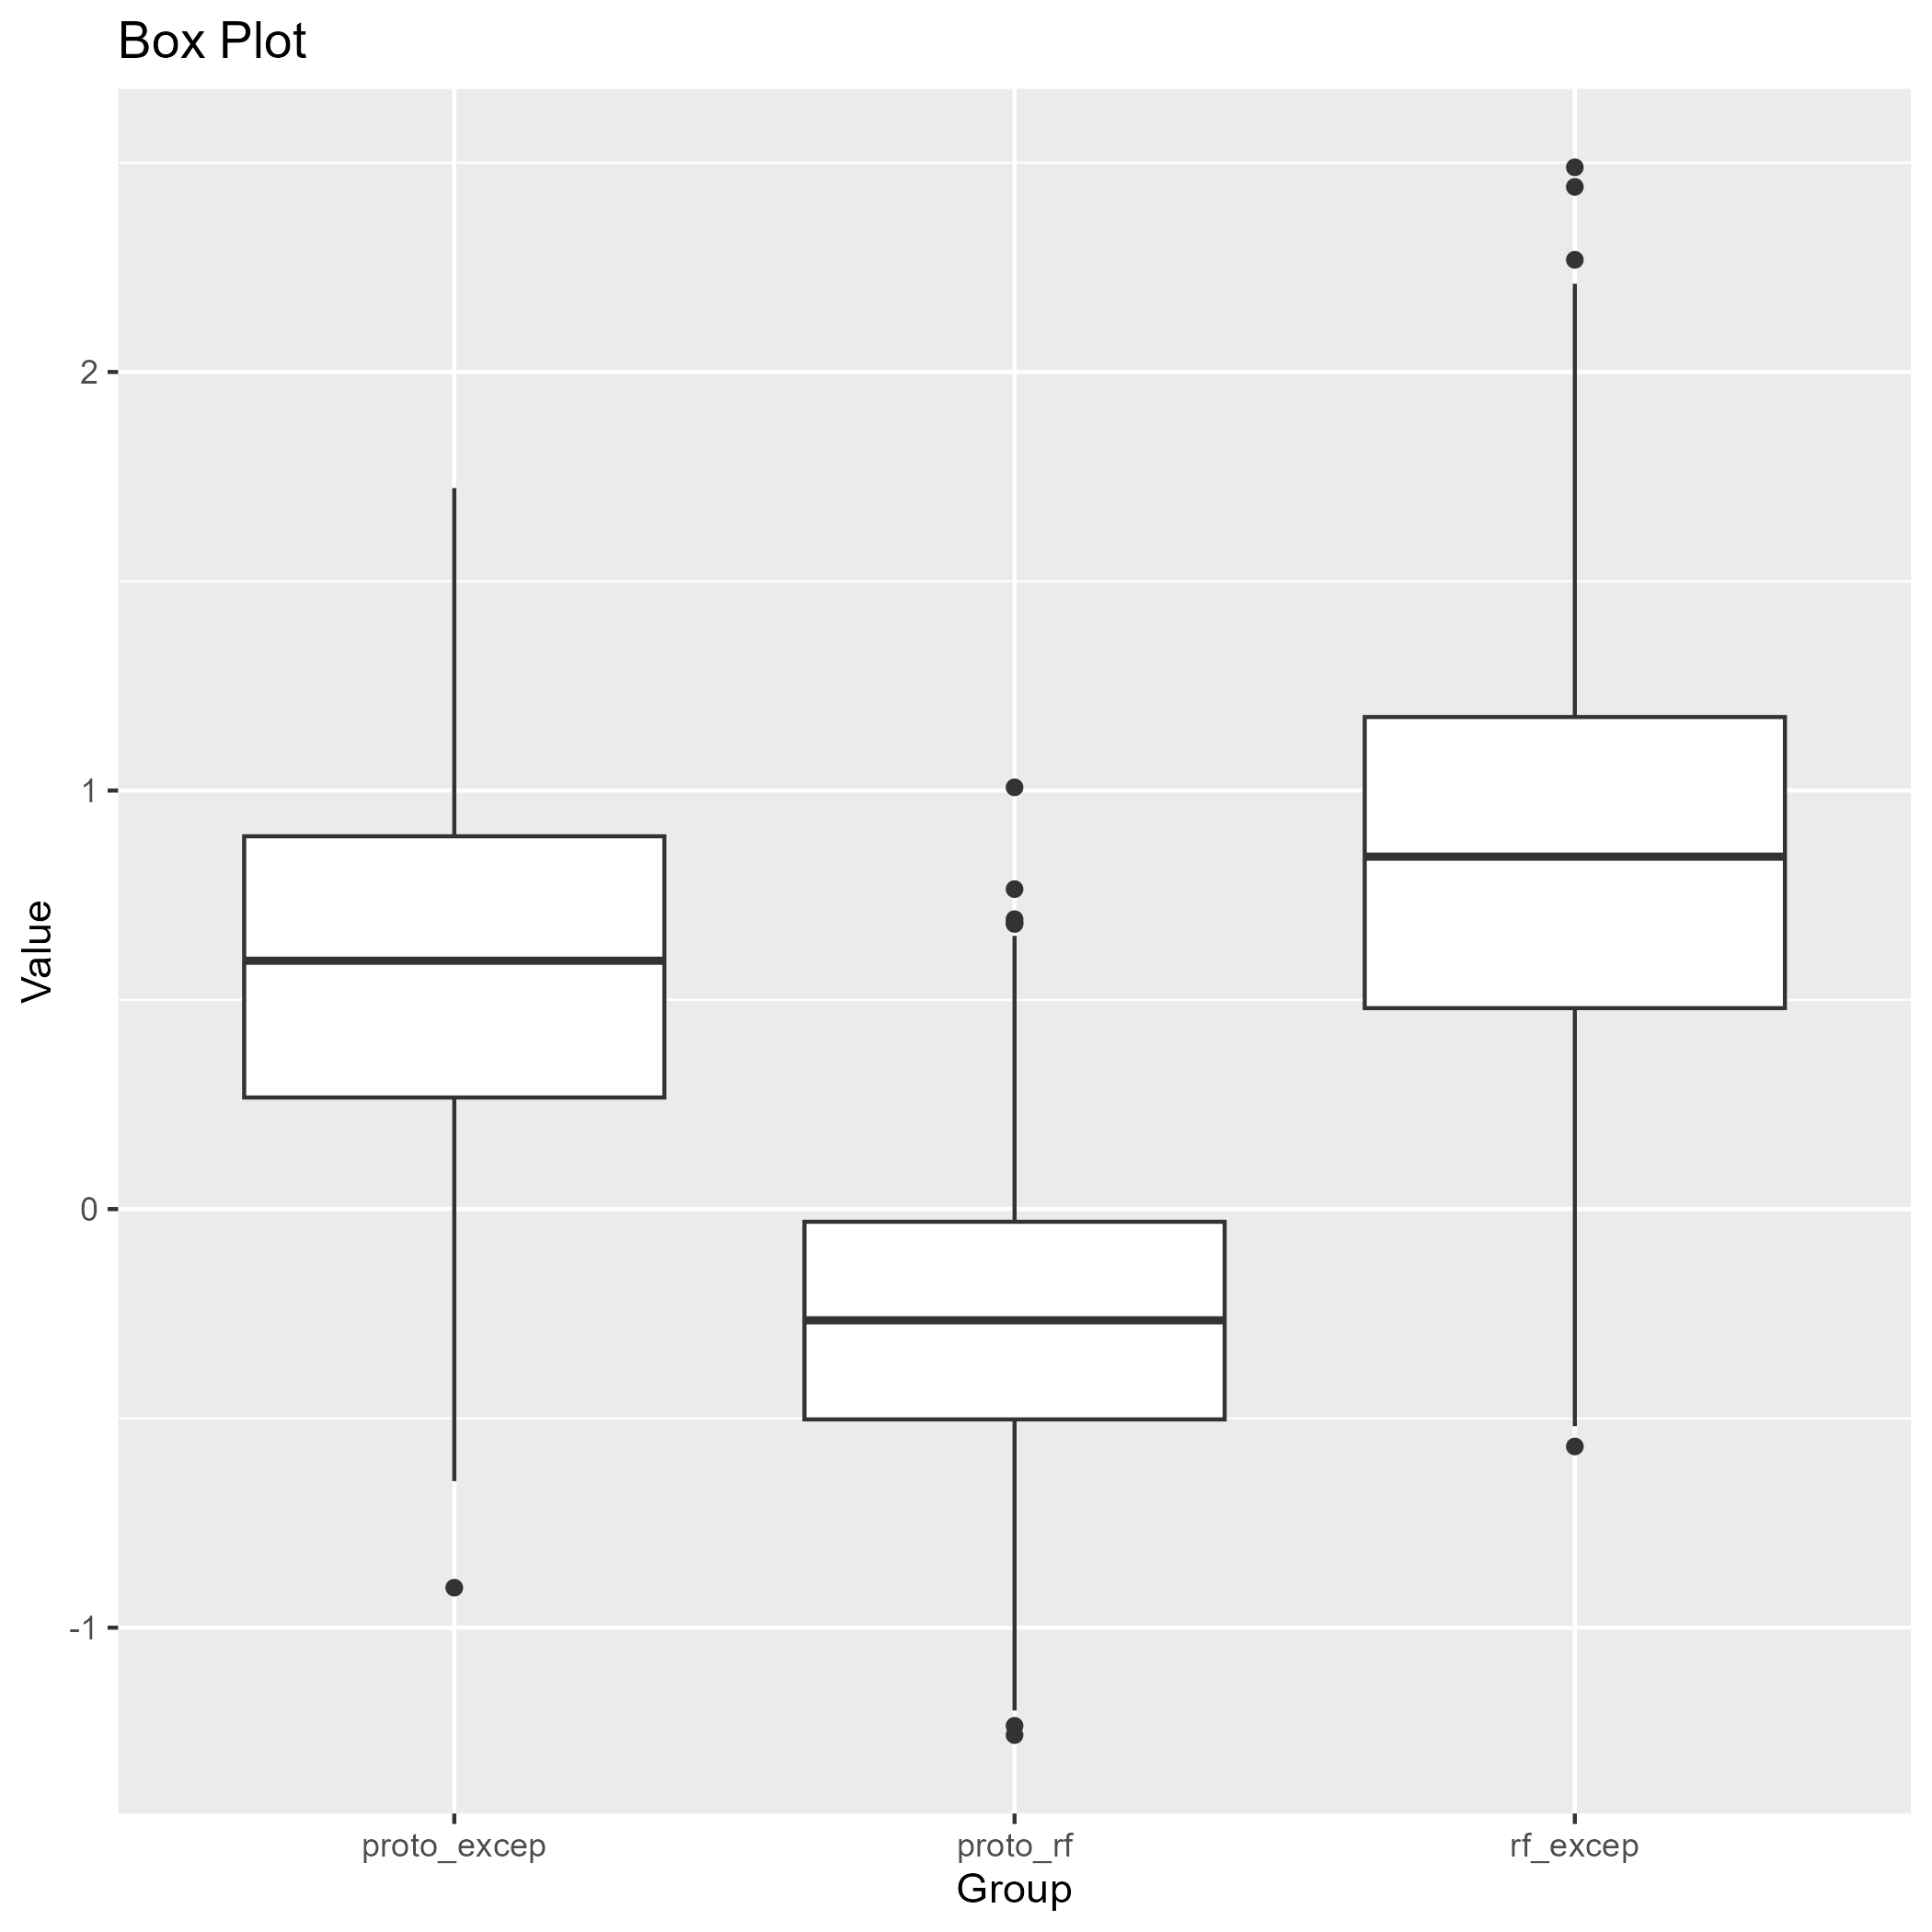 Box Plot
Value
2
1
0
-1
proto_excep
proto_rf
rf_excep
Group